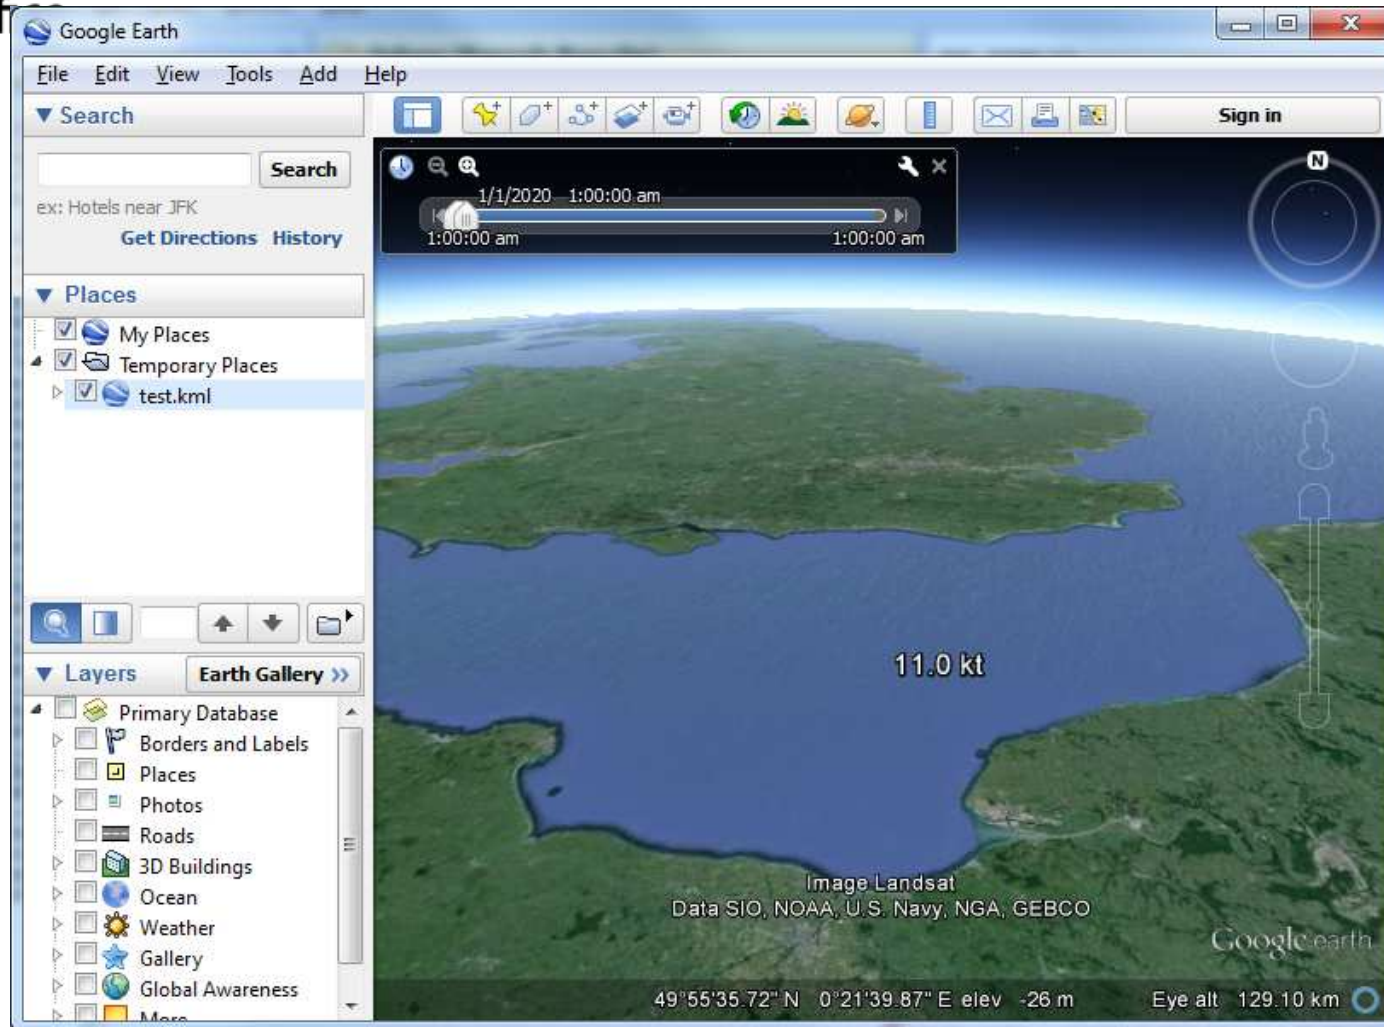 Google Earth
File Edit View Tools Add Help
Search
Sign in
Search
ex: Hotels near JFK
Get Directions History
1/1/2020 1:00:00 am
1:00:00 am 1:00:00 am
N
Places
My Places
Temporary Places
test.kml
11.0 kt
Layers
Earth Gallery >>
Primary Database
Borders and Labels
Places
Photos
Roads
3D Buildings
Ocean
Weather
Gallery
Global Awareness
More
Image Landsat
Data SIO, NOAA, U.S. Navy, NGA, GEBCO
Google earth
49°55'35.72" N 0°21'39.87" E elev -26 m Eye alt 129.10 km